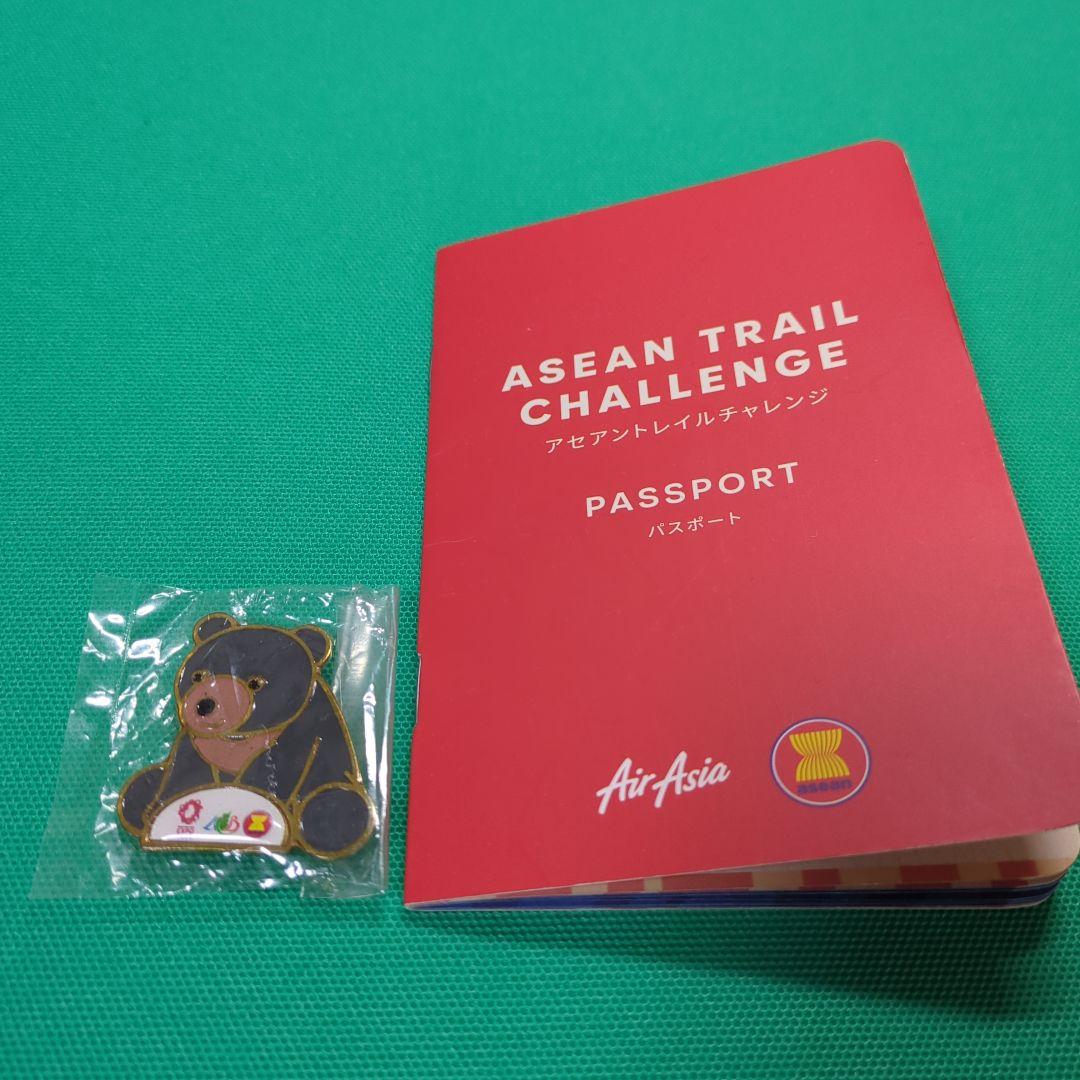 ASEAN TRAIL
CHALLENGE
アセアントレイルチャレンジ
PASSPORT
パスポート
AirAsia
asean